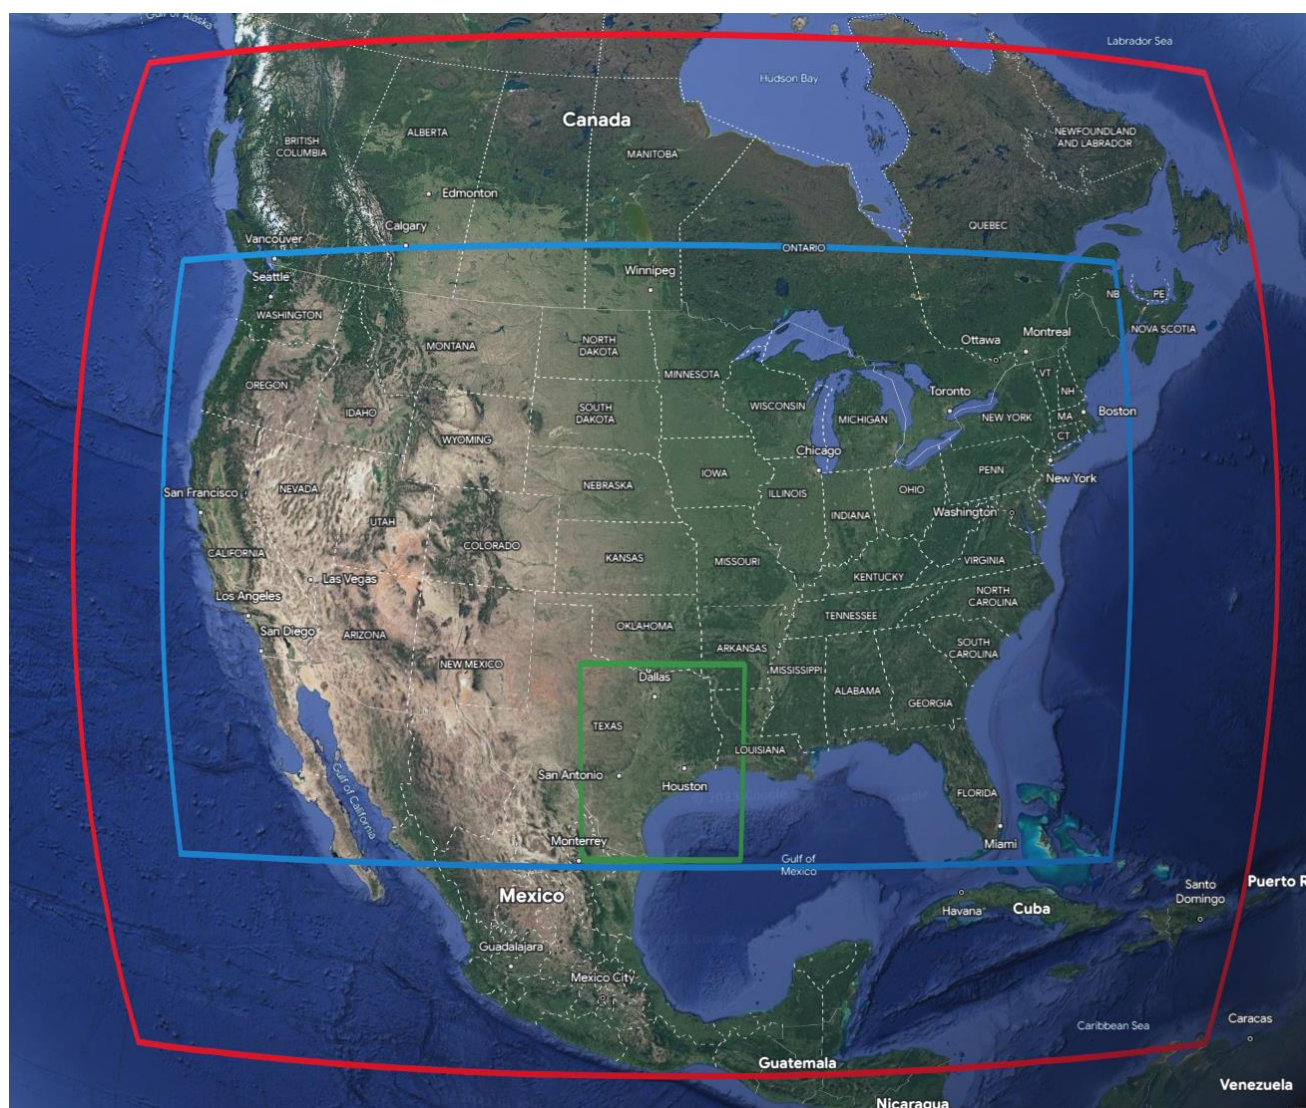 Gulf of Alaska
Labrador Sea
Hudson Bay
Canada
ALBERTA
BRITISH
COLUMBIA
MANITOBA
NEWFOUNDLAND
AND LABRADOR
Edmonton
Calgary
QUEBEC
Vancouver
ONTARIO
Seattle
Winnipeg
NB
PE
WASHINGTON
NOVA SCOTIA
MONTANA
NORTH
DAKOTA
Ottawa
Montreal
MINNESOTA
VT
OREGON
IDAHO
Toronto
NH
SOUTH
DAKOTA
WISCONSIN
MICHIGAN
NEW YORK
MA
Boston
WYOMING
CT
Chicago
IOWA
PENN
New York
San Francisco
NEVADA
NEBRASKA
ILLINOIS
OHIO
UTAH
INDIANA
Washington
COLORADO
CALIFORNIA
KANSAS
MISSOURI
VIRGINIA
Las Vegas
KENTUCKY
Los Angeles
NORTH
CAROLINA
San Diego
ARIZONA
OKLAHOMA
TENNESSEE
ARKANSAS
SOUTH
CAROLINA
NEW MEXICO
MISSISSIPPI
Dallas
ALABAMA
GEORGIA
TEXAS
LOUISIANA
San Antonio
Houston
Gulf of California
FLORIDA
Monterrey
Miami
Gulf of
Mexico
Mexico
Havana
Cuba
Santo
Domingo
Puerto R
Guadalajara
Mexico City
Caribbean Sea
Caracas
Guatemala
Venezuela
Nicaragua